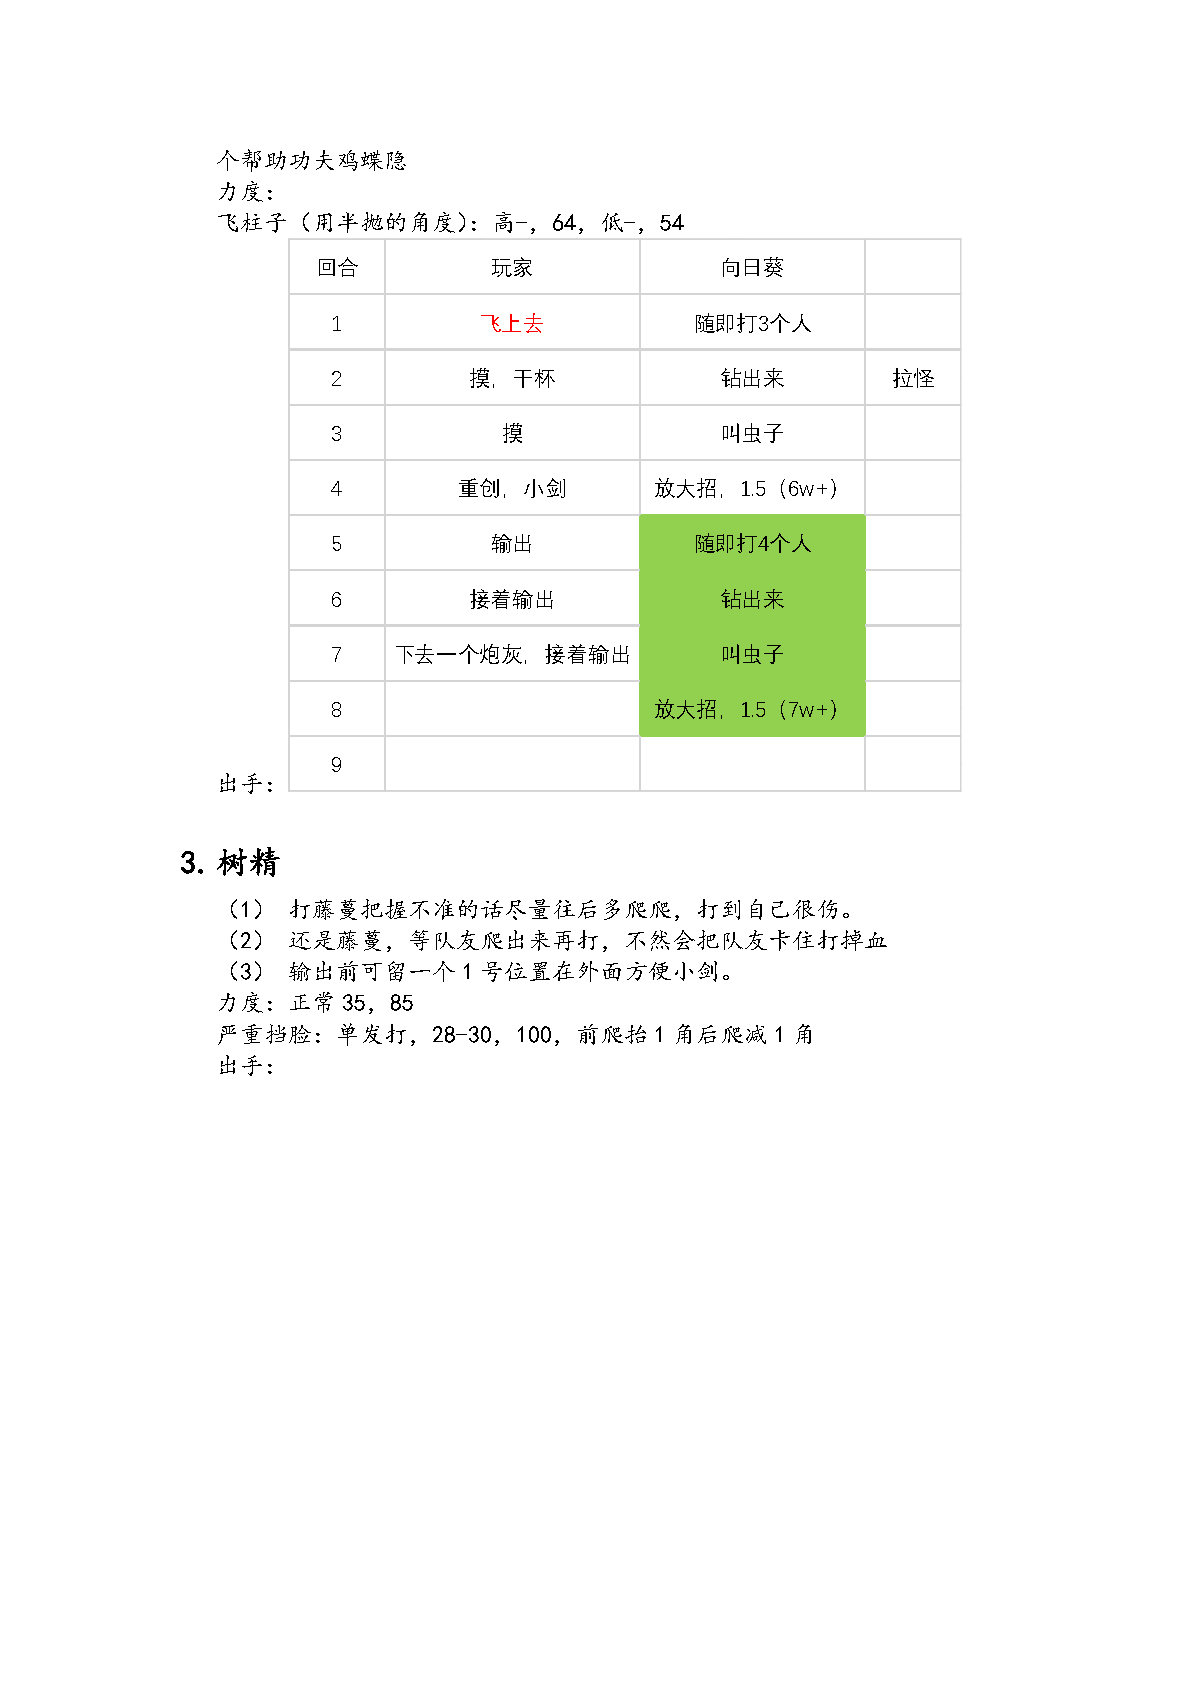 个帮助功夫鸡蝶隐
力度：
飞柱子（用半抛的角度）：高-，64，低-，54
回合 玩家 向日葵
1 飞上去 随即打3个人
2 摸，干杯 钻出来 拉怪
3 摸 叫虫子
4 重创，小剑 放大招，1.5（6w+）
5 输出 随即打4个人
6 接着输出 钻出来
7 下去一个炮灰，接着输出 叫虫子
8 放大招，1.5（7w+）
9
出手：
3. 树精
（1） 打藤蔓把握不准的话尽量往后多爬爬，打到自己很伤。
（2） 还是藤蔓，等队友爬出来再打，不然会把队友卡住打掉血
（3） 输出前可留一个 1 号位置在外面方便小剑。
力度：正常 35，85
严重挡脸：单发打，28-30，100，前爬抬 1 角后爬减 1 角
出手：